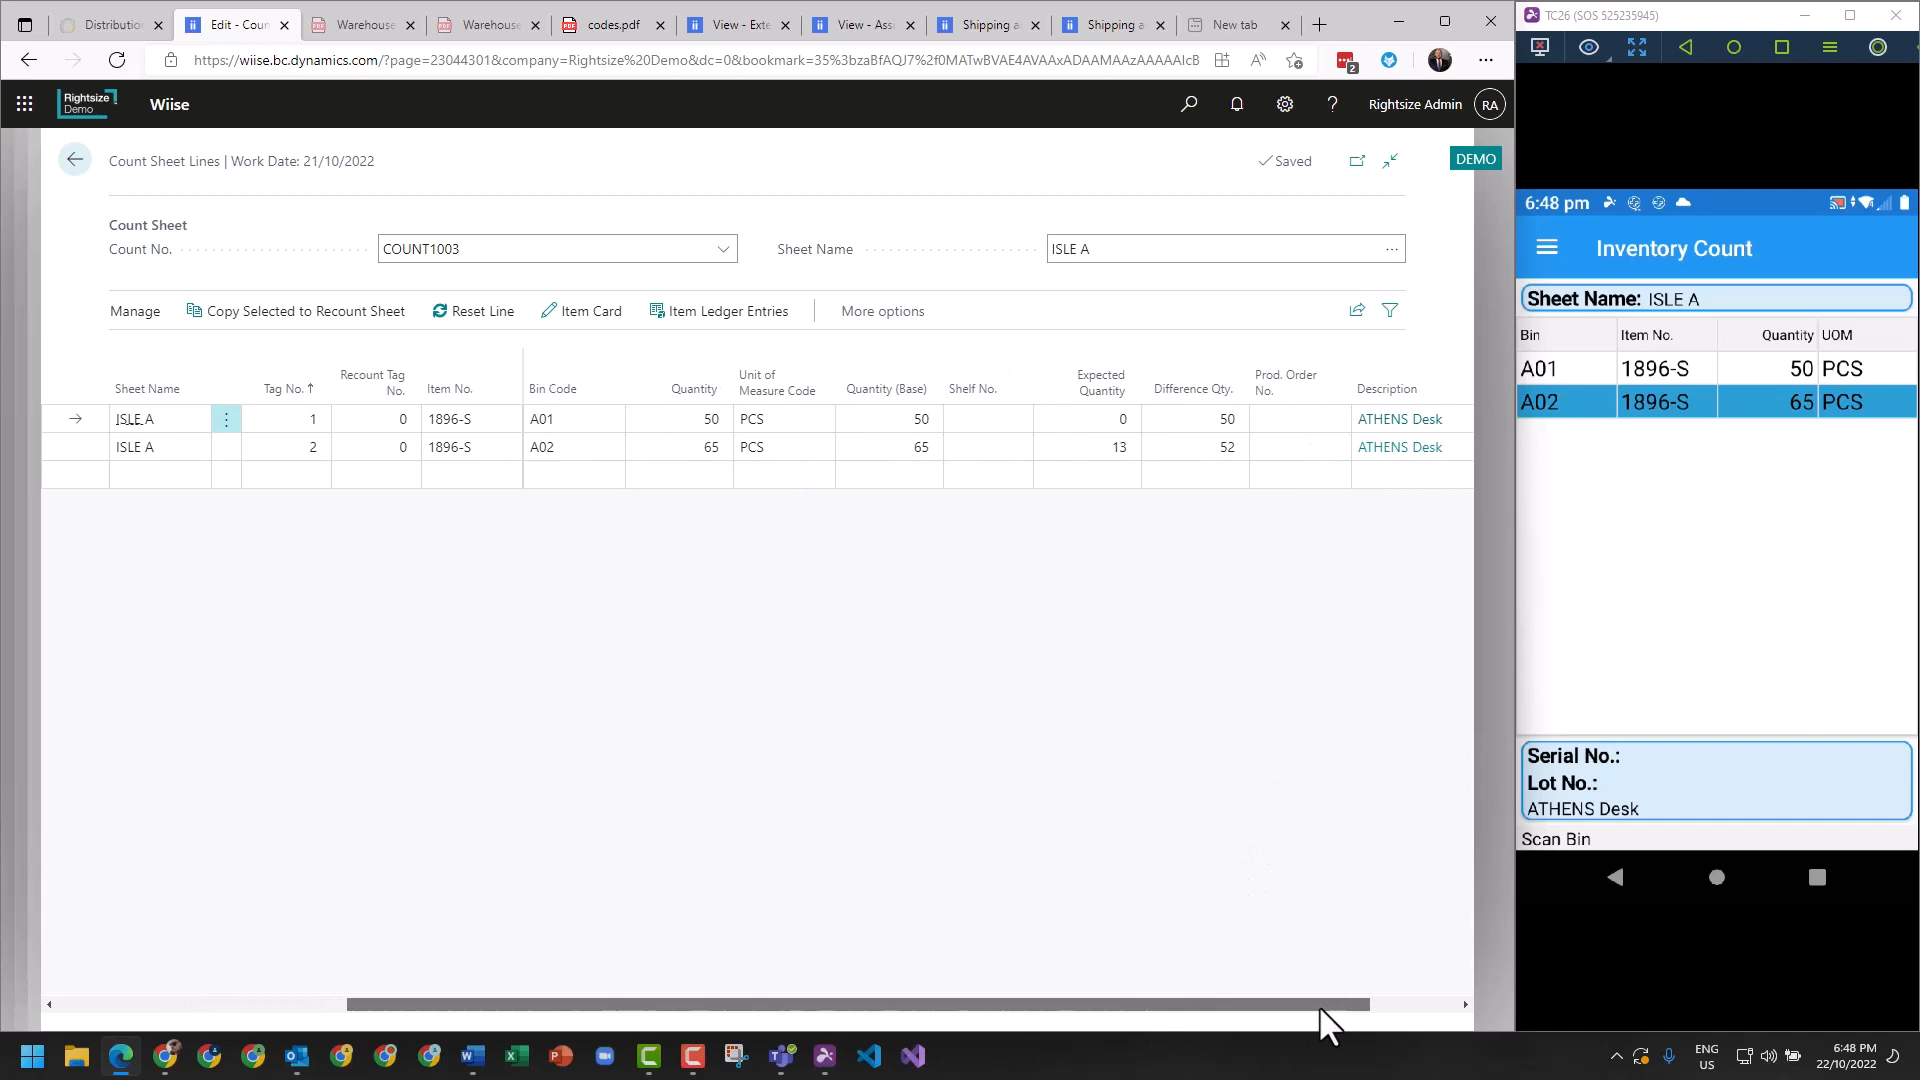 Distributio
Edit - Coun
Warehouse
Warehouse
codes.pdf
View - Exte
View - Ass
Shipping a
Shipping a
New tab
TC26 (SOS 525235945)
https://wiise.bc.dynamics.com/?page=23044301&company=Rightsize%20Demo&dc=0&bookmark=35%3bzaBfAQJ7%2f0MATwBVAE4AVAAxADAAMAAzAAAAAIcB
2
Rightsize
Demo
Wiise
?
Rightsize Admin
RA
Count Sheet Lines | Work Date: 21/10/2022
Saved
DEMO
Count Sheet
Count No.
COUNT1003
Sheet Name
ISLE A
Manage
Copy Selected to Recount Sheet
Reset Line
Item Card
Item Ledger Entries
More options
Sheet Name Tag No. Recount Tag No. Item No. Bin Code Quantity Unit of Measure Code Quantity (Base) Shelf No. Expected Quantity Difference Qty. Prod. Order No. Description
ISLE A 1 0 1896-S A01 50 PCS 50 0 50 ATHENS Desk
ISLE A 2 0 1896-S A02 65 PCS 65 13 52 ATHENS Desk
6:48 pm
Inventory Count
Sheet Name: ISLE A
Bin Item No. Quantity UOM
A01 1896-S 50 PCS
A02 1896-S 65 PCS
Serial No.:
Lot No.:
ATHENS Desk
Scan Bin
ENG
US
6:48 PM
22/10/2022